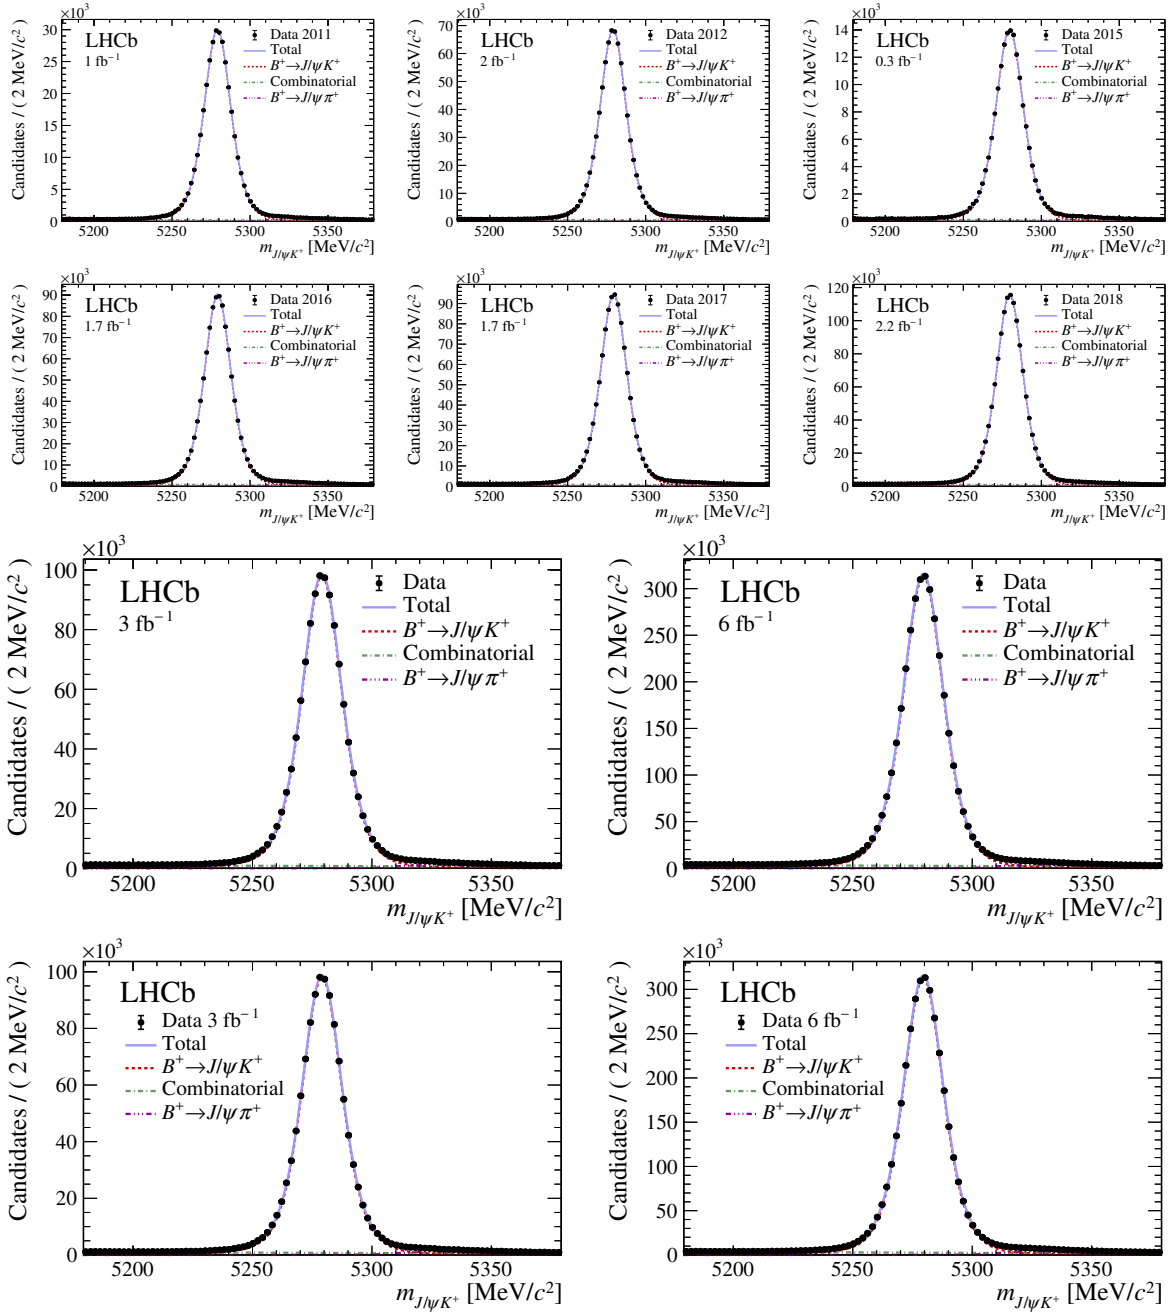 ×10³
Candidates / ( 2 MeV/c² )
30
25
20
15
10
5
0
LHCb
1 fb⁻¹
Data 2011
Total
B⁺→J/ψK⁺
Combinatorial
B⁺→J/ψπ⁺
5200 5250 5300 5350
m_{J/ψK⁺} [MeV/c²]
×10³
Candidates / ( 2 MeV/c² )
70
60
50
40
30
20
10
0
LHCb
2 fb⁻¹
Data 2012
Total
B⁺→J/ψK⁺
Combinatorial
B⁺→J/ψπ⁺
5200 5250 5300 5350
m_{J/ψK⁺} [MeV/c²]
×10³
Candidates / ( 2 MeV/c² )
14
12
10
8
6
4
2
0
LHCb
0.3 fb⁻¹
Data 2015
Total
B⁺→J/ψK⁺
Combinatorial
B⁺→J/ψπ⁺
5200 5250 5300 5350
m_{J/ψK⁺} [MeV/c²]
×10³
Candidates / ( 2 MeV/c² )
90
80
70
60
50
40
30
20
10
0
LHCb
1.7 fb⁻¹
Data 2016
Total
B⁺→J/ψK⁺
Combinatorial
B⁺→J/ψπ⁺
5200 5250 5300 5350
m_{J/ψK⁺} [MeV/c²]
×10³
Candidates / ( 2 MeV/c² )
90
80
70
60
50
40
30
20
10
0
LHCb
1.7 fb⁻¹
Data 2017
Total
B⁺→J/ψK⁺
Combinatorial
B⁺→J/ψπ⁺
5200 5250 5300 5350
m_{J/ψK⁺} [MeV/c²]
×10³
Candidates / ( 2 MeV/c² )
120
100
80
60
40
20
0
LHCb
2.2 fb⁻¹
Data 2018
Total
B⁺→J/ψK⁺
Combinatorial
B⁺→J/ψπ⁺
5200 5250 5300 5350
m_{J/ψK⁺} [MeV/c²]
×10³
Candidates / ( 2 MeV/c² )
100
80
60
40
20
0
LHCb
3 fb⁻¹
Data
Total
B⁺→J/ψK⁺
Combinatorial
B⁺→J/ψπ⁺
5200 5250 5300 5350
m_{J/ψK⁺} [MeV/c²]
×10³
Candidates / ( 2 MeV/c² )
300
250
200
150
100
50
0
LHCb
6 fb⁻¹
Data
Total
B⁺→J/ψK⁺
Combinatorial
B⁺→J/ψπ⁺
5200 5250 5300 5350
m_{J/ψK⁺} [MeV/c²]
×10³
Candidates / ( 2 MeV/c² )
100
80
60
40
20
0
LHCb
Data 3 fb⁻¹
Total
B⁺→J/ψK⁺
Combinatorial
B⁺→J/ψπ⁺
5200 5250 5300 5350
m_{J/ψK⁺} [MeV/c²]
×10³
Candidates / ( 2 MeV/c² )
300
250
200
150
100
50
0
LHCb
Data 6 fb⁻¹
Total
B⁺→J/ψK⁺
Combinatorial
B⁺→J/ψπ⁺
5200 5250 5300 5350
m_{J/ψK⁺} [MeV/c²]